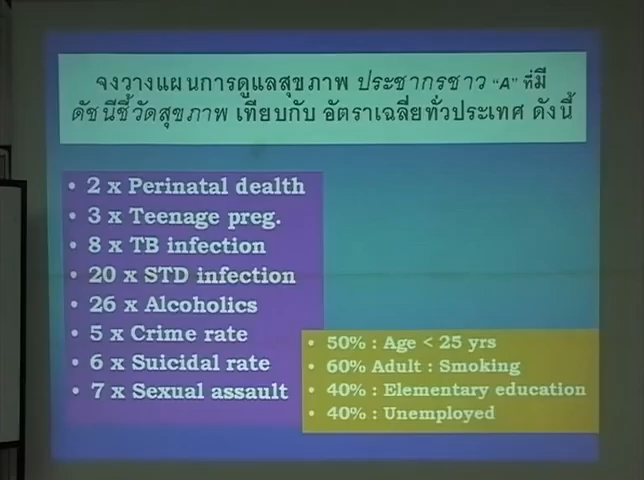 จงวางแผนการดูแลสุขภาพ ประชากรชาว “A” ที่มี
ดัชนีชี้วัดสุขภาพ เทียบกับ อัตราเฉลี่ยทั่วประเทศ ดังนี้
• 2 x Perinatal dealth
• 3 x Teenage preg.
• 8 x TB infection
• 20 x STD infection
• 26 x Alcoholics
• 5 x Crime rate
• 6 x Suicidal rate
• 7 x Sexual assault
• 50% : Age < 25 yrs
• 60% Adult : Smoking
• 40% : Elementary education
• 40% : Unemployed